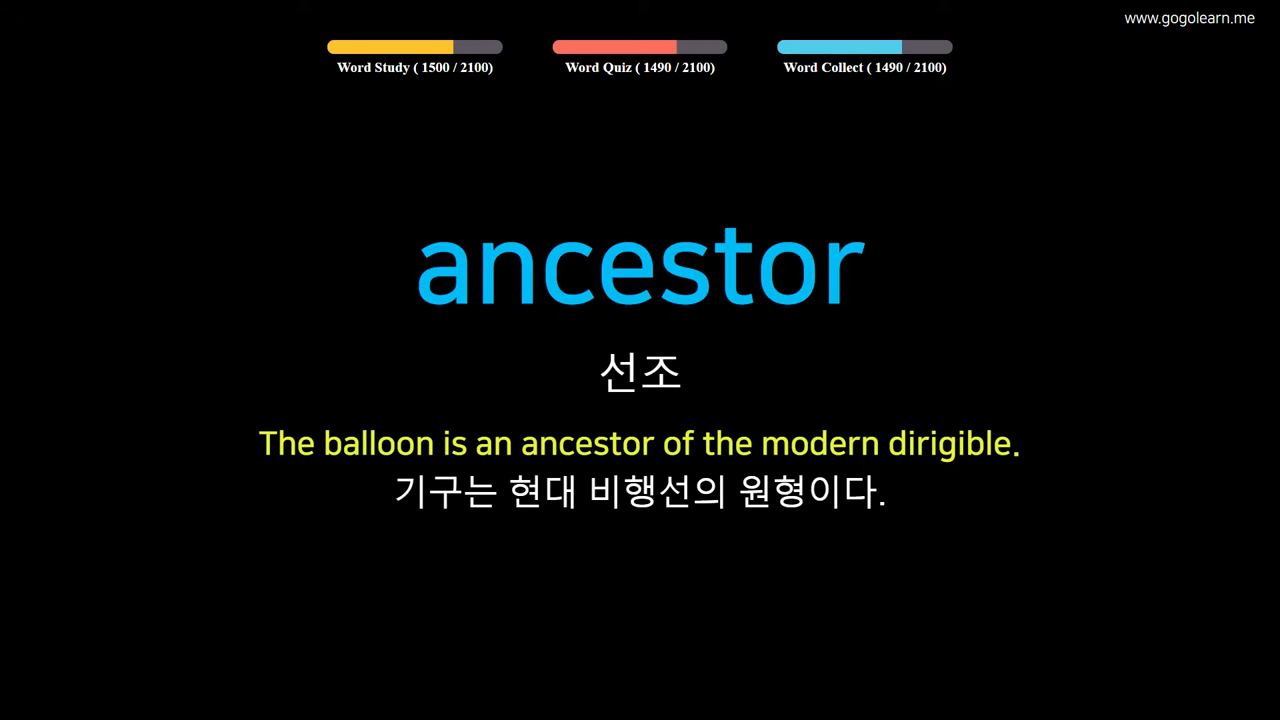 www.gogolearn.me
Word Study ( 1500 / 2100)
Word Quiz ( 1490 / 2100)
Word Collect ( 1490 / 2100)
ancestor
선조
The balloon is an ancestor of the modern dirigible.
기구는 현대 비행선의 원형이다.